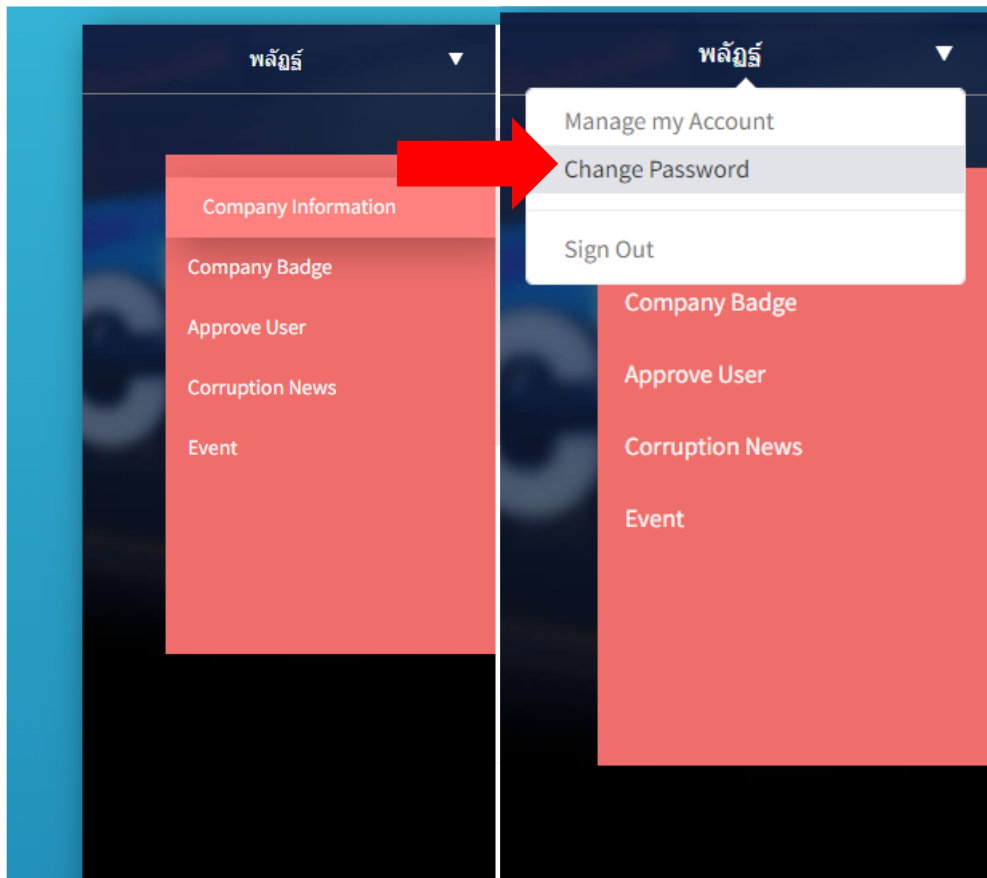 พลัฏฐ์ ▼
Company Information
Company Badge
Approve User
Corruption News
Event
พลัฏฐ์ ▼
Manage my Account
Change Password
Sign Out
Company Badge
Approve User
Corruption News
Event